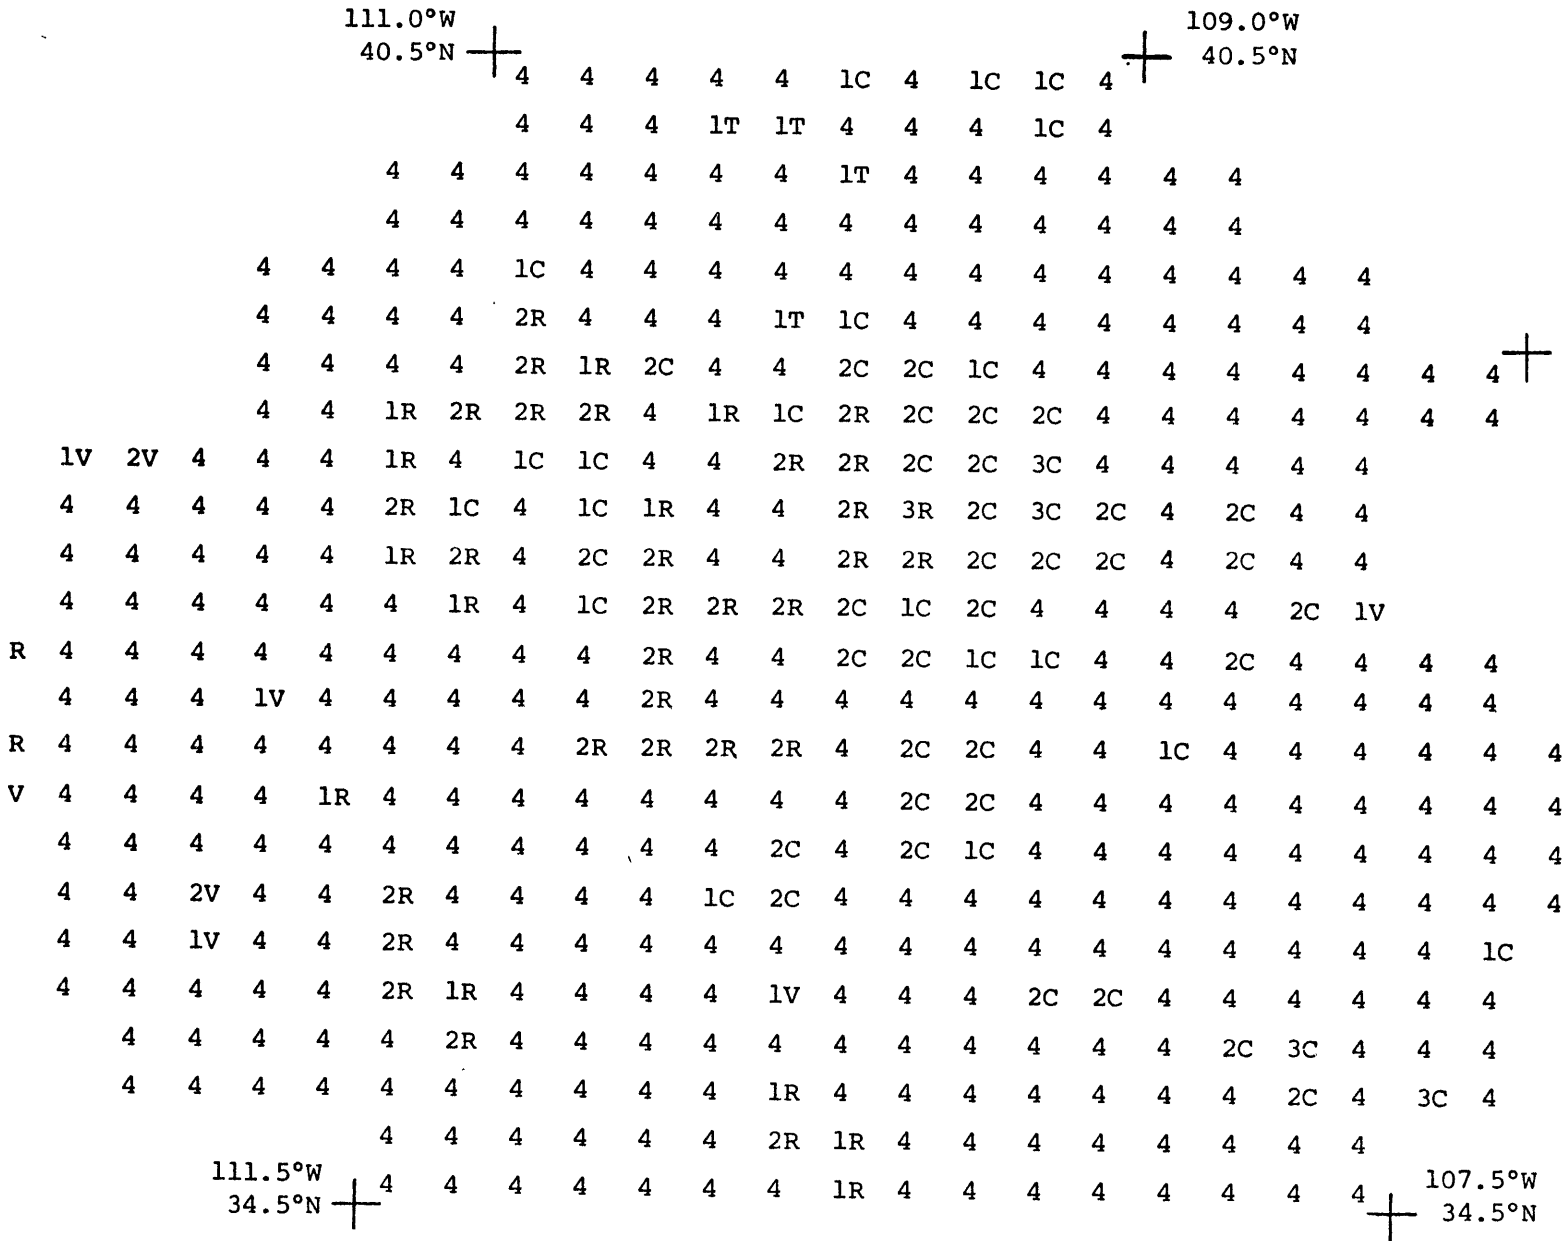 111.0°W 109.0°W
40.5°N 40.5°N
4 4 4 4 4 1C 4 1C 1C 4
4 4 4 1T 1T 4 4 4 1C 4
4 4 4 4 4 4 4 1T 4 4 4 4 4 4
4 4 4 4 4 4 4 4 4 4 4 4 4 4
4 4 4 4 1C 4 4 4 4 4 4 4 4 4 4 4 4 4
4 4 4 4 2R 4 4 4 1T 1C 4 4 4 4 4 4 4 4
4 4 4 4 2R 1R 2C 4 4 2C 2C 1C 4 4 4 4 4 4 4 4
4 4 1R 2R 2R 2R 4 1R 1C 2R 2C 2C 2C 4 4 4 4 4 4 4
1V 2V 4 4 4 1R 4 1C 1C 4 4 2R 2R 2C 2C 3C 4 4 4 4 4
4 4 4 4 4 2R 1C 4 1C 1R 4 4 2R 3R 2C 3C 2C 4 2C 4 4
4 4 4 4 4 1R 2R 4 2C 2R 4 4 2R 2R 2C 2C 2C 4 2C 4 4
4 4 4 4 4 4 1R 4 1C 2R 2R 2R 2C 1C 2C 4 4 4 4 2C 1V
R 4 4 4 4 4 4 4 4 4 2R 4 4 2C 2C 1C 1C 4 4 2C 4 4 4 4
4 4 4 1V 4 4 4 4 4 2R 4 4 4 4 4 4 4 4 4 4 4 4 4
R 4 4 4 4 4 4 4 4 2R 2R 2R 2R 4 2C 2C 4 4 1C 4 4 4 4 4 4
V 4 4 4 4 1R 4 4 4 4 4 4 4 4 2C 2C 4 4 4 4 4 4 4 4 4
4 4 4 4 4 4 4 4 4 4 4 2C 4 2C 1C 4 4 4 4 4 4 4 4 4
4 4 2V 4 4 2R 4 4 4 4 1C 2C 4 4 4 4 4 4 4 4 4 4 4 4
4 4 1V 4 4 2R 4 4 4 4 4 4 4 4 4 4 4 4 4 4 4 4 1C
4 4 4 4 4 2R 1R 4 4 4 4 1V 4 4 4 2C 2C 4 4 4 4 4 4
4 4 4 4 4 2R 4 4 4 4 4 4 4 4 4 4 4 2C 3C 4 4 4
4 4 4 4 4 4 4 4 4 4 1R 4 4 4 4 4 4 4 2C 4 3C 4
4 4 4 4 4 4 2R 1R 4 4 4 4 4 4 4 4
111.5°W 4 4 4 4 4 4 4 1R 4 4 4 4 4 4 4 4 107.5°W
34.5°N 34.5°N